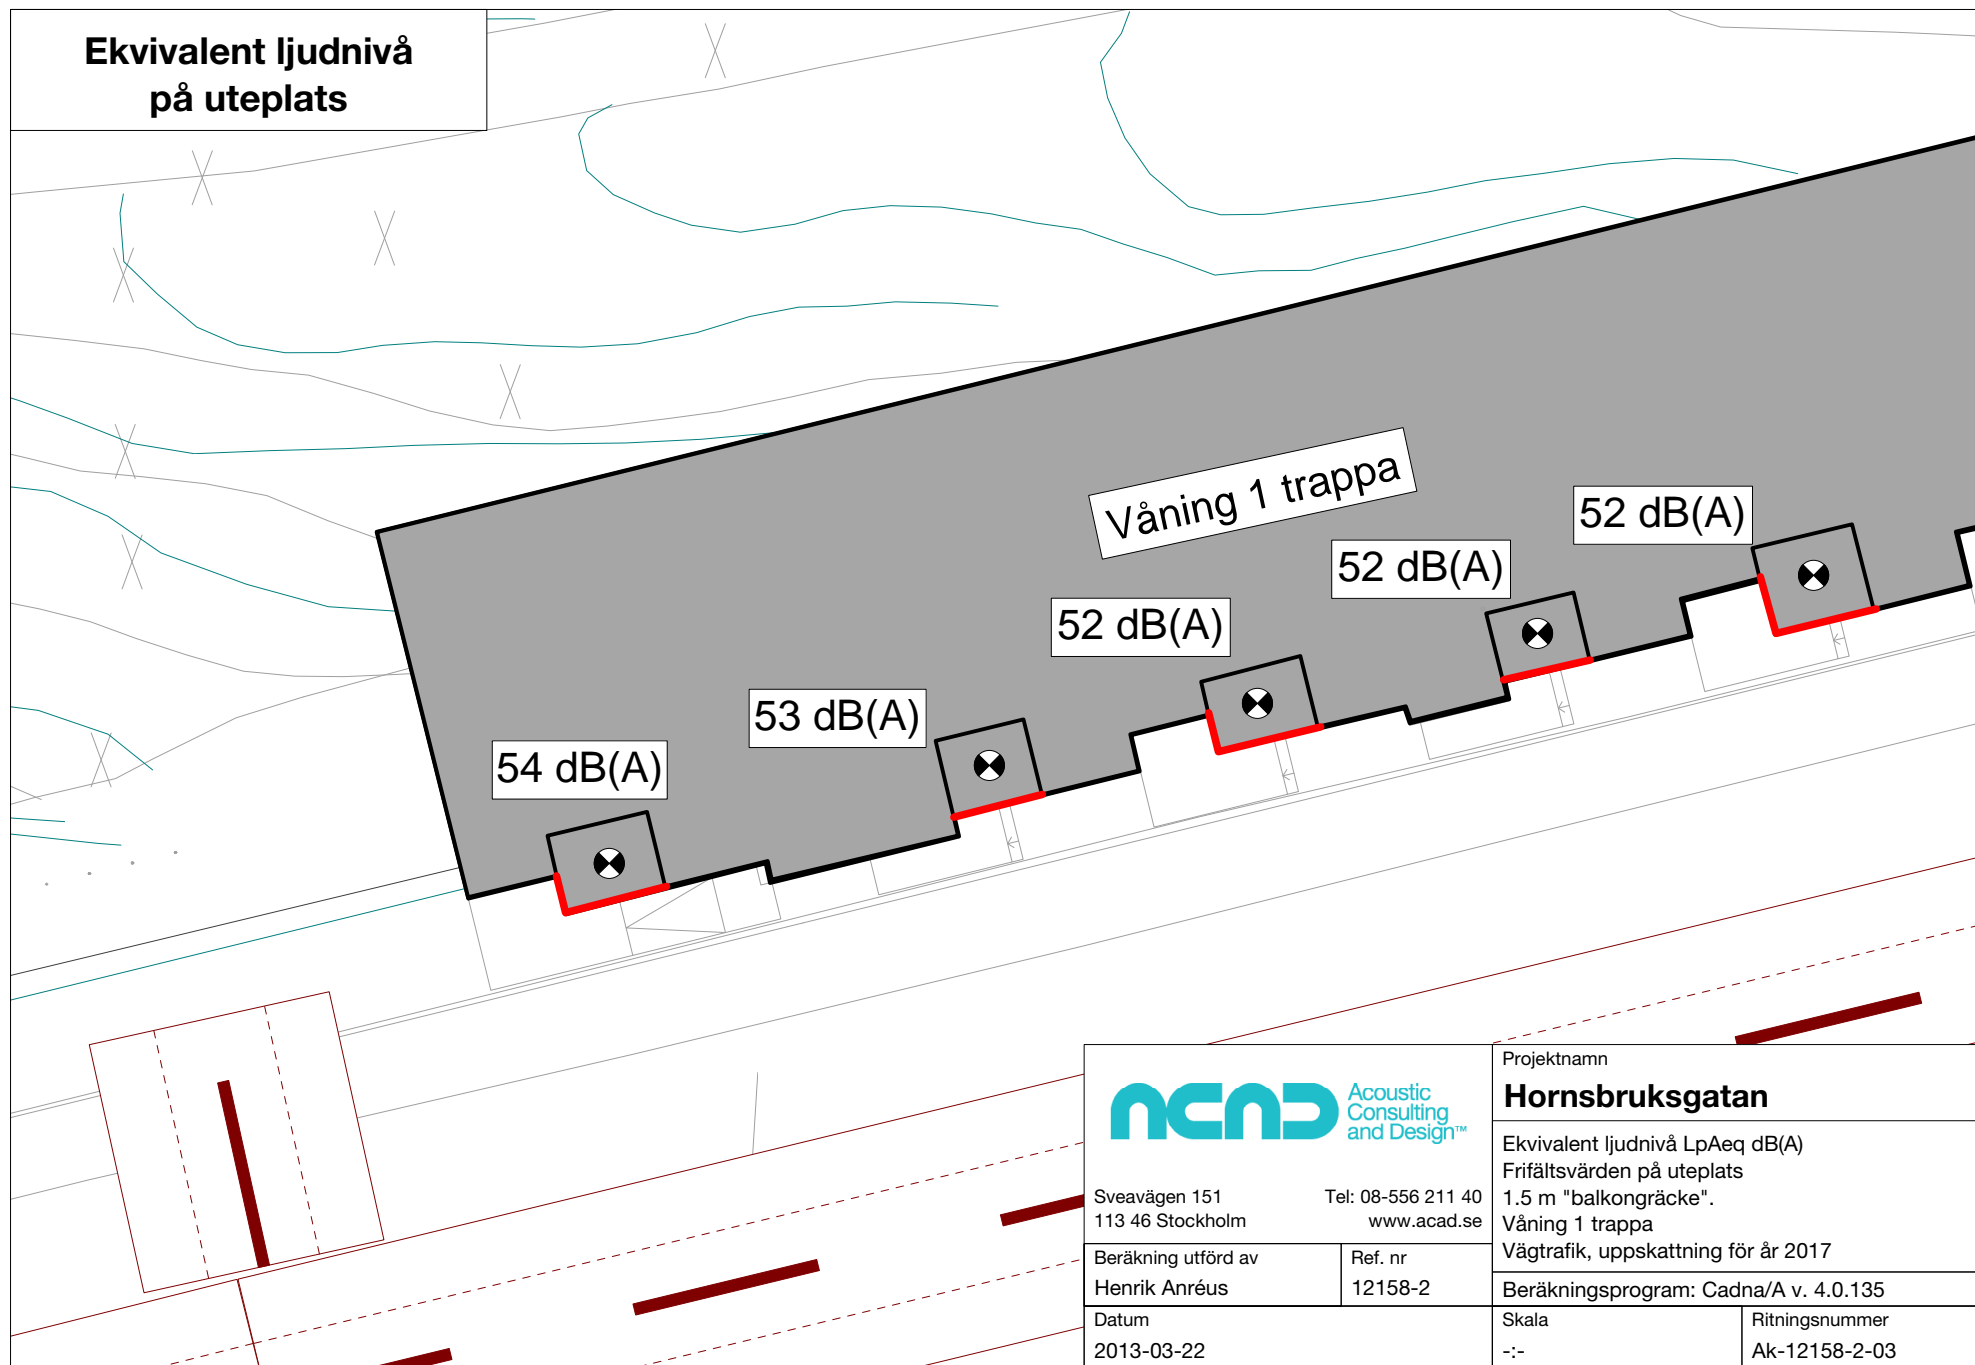 Ekvivalent ljudnivå
på uteplats
Våning 1 trappa
52 dB(A)
52 dB(A)
52 dB(A)
53 dB(A)
54 dB(A)
acad
Acoustic
Consulting
and Design™
Sveavägen 151
113 46 Stockholm
Tel: 08-556 211 40
www.acad.se
Beräkning utförd av
Henrik Anréus
Ref. nr
12158-2
Datum
2013-03-22
Projektnamn
Hornsbruksgatan
Ekvivalent ljudnivå LpAeq dB(A)
Frifältsvärden på uteplats
1.5 m "balkongräcke".
Våning 1 trappa
Vägtrafik, uppskattning för år 2017
Beräkningsprogram: Cadna/A v. 4.0.135
Skala
-:-
Ritningsnummer
Ak-12158-2-03